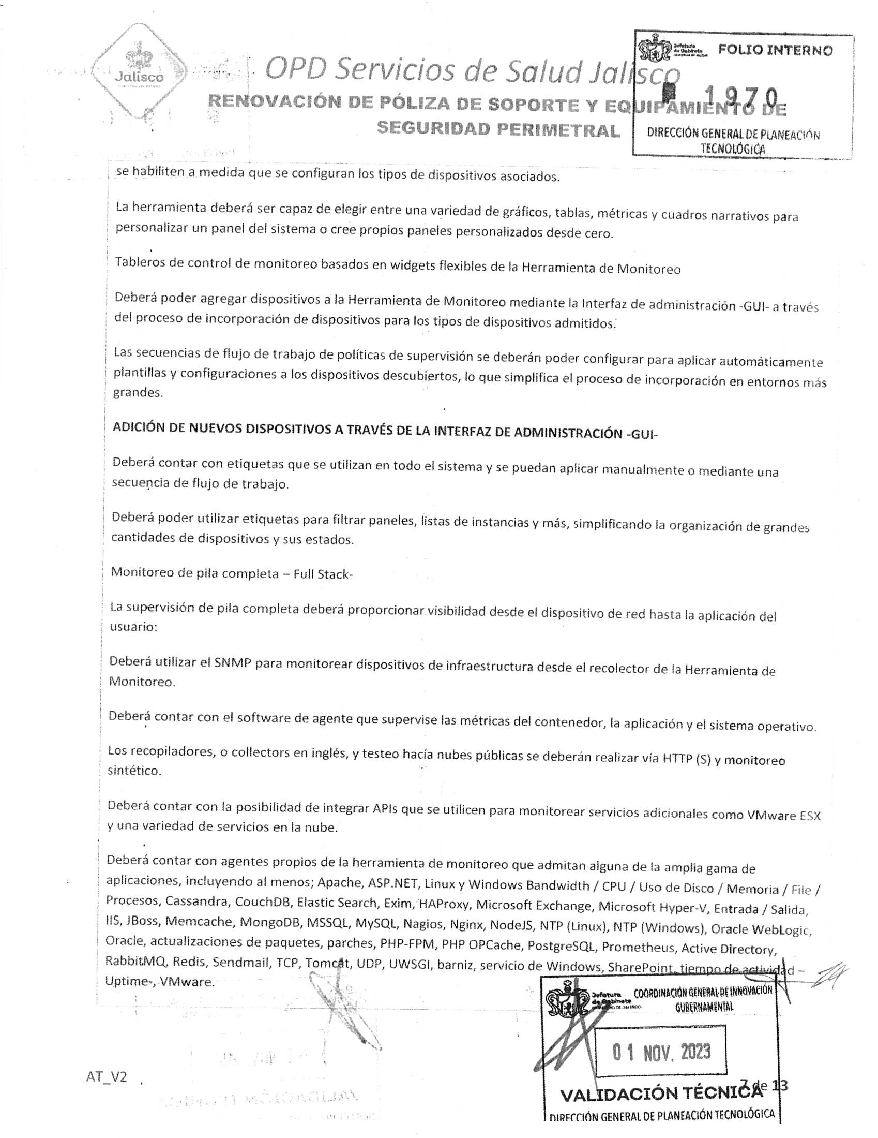 Jalisco
OPD Servicios de Salud Jalisco
RENOVACIÓN DE PÓLIZA DE SOPORTE Y EQUIPAMIENTO DE
SEGURIDAD PERIMETRAL
Jefatura
de Gabinete
FOLIO INTERNO
1970
DIRECCIÓN GENERAL DE PLANEACIÓN
TECNOLÓGICA
se habiliten a medida que se configuran los tipos de dispositivos asociados.
La herramienta deberá ser capaz de elegir entre una variedad de gráficos, tablas, métricas y cuadros narrativos para
personalizar un panel del sistema o cree propios paneles personalizados desde cero.
Tableros de control de monitoreo basados en widgets flexibles de la Herramienta de Monitoreo
Deberá poder agregar dispositivos a la Herramienta de Monitoreo mediante la Interfaz de administración -GUI- a través
del proceso de incorporación de dispositivos para los tipos de dispositivos admitidos.
Las secuencias de flujo de trabajo de políticas de supervisión se deberán poder configurar para aplicar automáticamente
plantillas y configuraciones a los dispositivos descubiertos, lo que simplifica el proceso de incorporación en entornos más
grandes.
ADICIÓN DE NUEVOS DISPOSITIVOS A TRAVÉS DE LA INTERFAZ DE ADMINISTRACIÓN -GUI-
Deberá contar con etiquetas que se utilizan en todo el sistema y se puedan aplicar manualmente o mediante una
secuencia de flujo de trabajo.
Deberá poder utilizar etiquetas para filtrar paneles, listas de instancias y más, simplificando la organización de grandes
cantidades de dispositivos y sus estados.
Monitoreo de pila completa – Full Stack-
La supervisión de pila completa deberá proporcionar visibilidad desde el dispositivo de red hasta la aplicación del
usuario:
Deberá utilizar el SNMP para monitorear dispositivos de infraestructura desde el recolector de la Herramienta de
Monitoreo.
Deberá contar con el software de agente que supervise las métricas del contenedor, la aplicación y el sistema operativo.
Los recopiladores, o collectors en inglés, y testeo hacía nubes públicas se deberán realizar vía HTTP (S) y monitoreo
sintético.
Deberá contar con la posibilidad de integrar APIs que se utilicen para monitorear servicios adicionales como VMware ESX
y una variedad de servicios en la nube.
Deberá contar con agentes propios de la herramienta de monitoreo que admitan alguna de la amplia gama de
aplicaciones, incluyendo al menos; Apache, ASP.NET, Linux y Windows Bandwidth / CPU / Uso de Disco / Memoria / File /
Procesos, Cassandra, CouchDB, Elastic Search, Exim, HAProxy, Microsoft Exchange, Microsoft Hyper-V, Entrada / Salida,
IIS, JBoss, Memcache, MongoDB, MSSQL, MySQL, Nagios, Nginx, NodeJS, NTP (Linux), NTP (Windows), Oracle WebLogic,
Oracle, actualizaciones de paquetes, parches, PHP-FPM, PHP OPCache, PostgreSQL, Prometheus, Active Directory,
RabbitMQ, Redis, Sendmail, TCP, Tomcat, UDP, UWSGI, barniz, servicio de Windows, SharePoint, tiempo de actividad –
Uptime-, VMware.
Jefatura
de Gabinete
COORDINACIÓN GENERAL DE INNOVACIÓN
GUBERNAMENTAL
01 NOV. 2023
VALIDACIÓN TÉCNICA
DIRECCIÓN GENERAL DE PLANEACIÓN TECNOLÓGICA
AT_V2
7 de 13